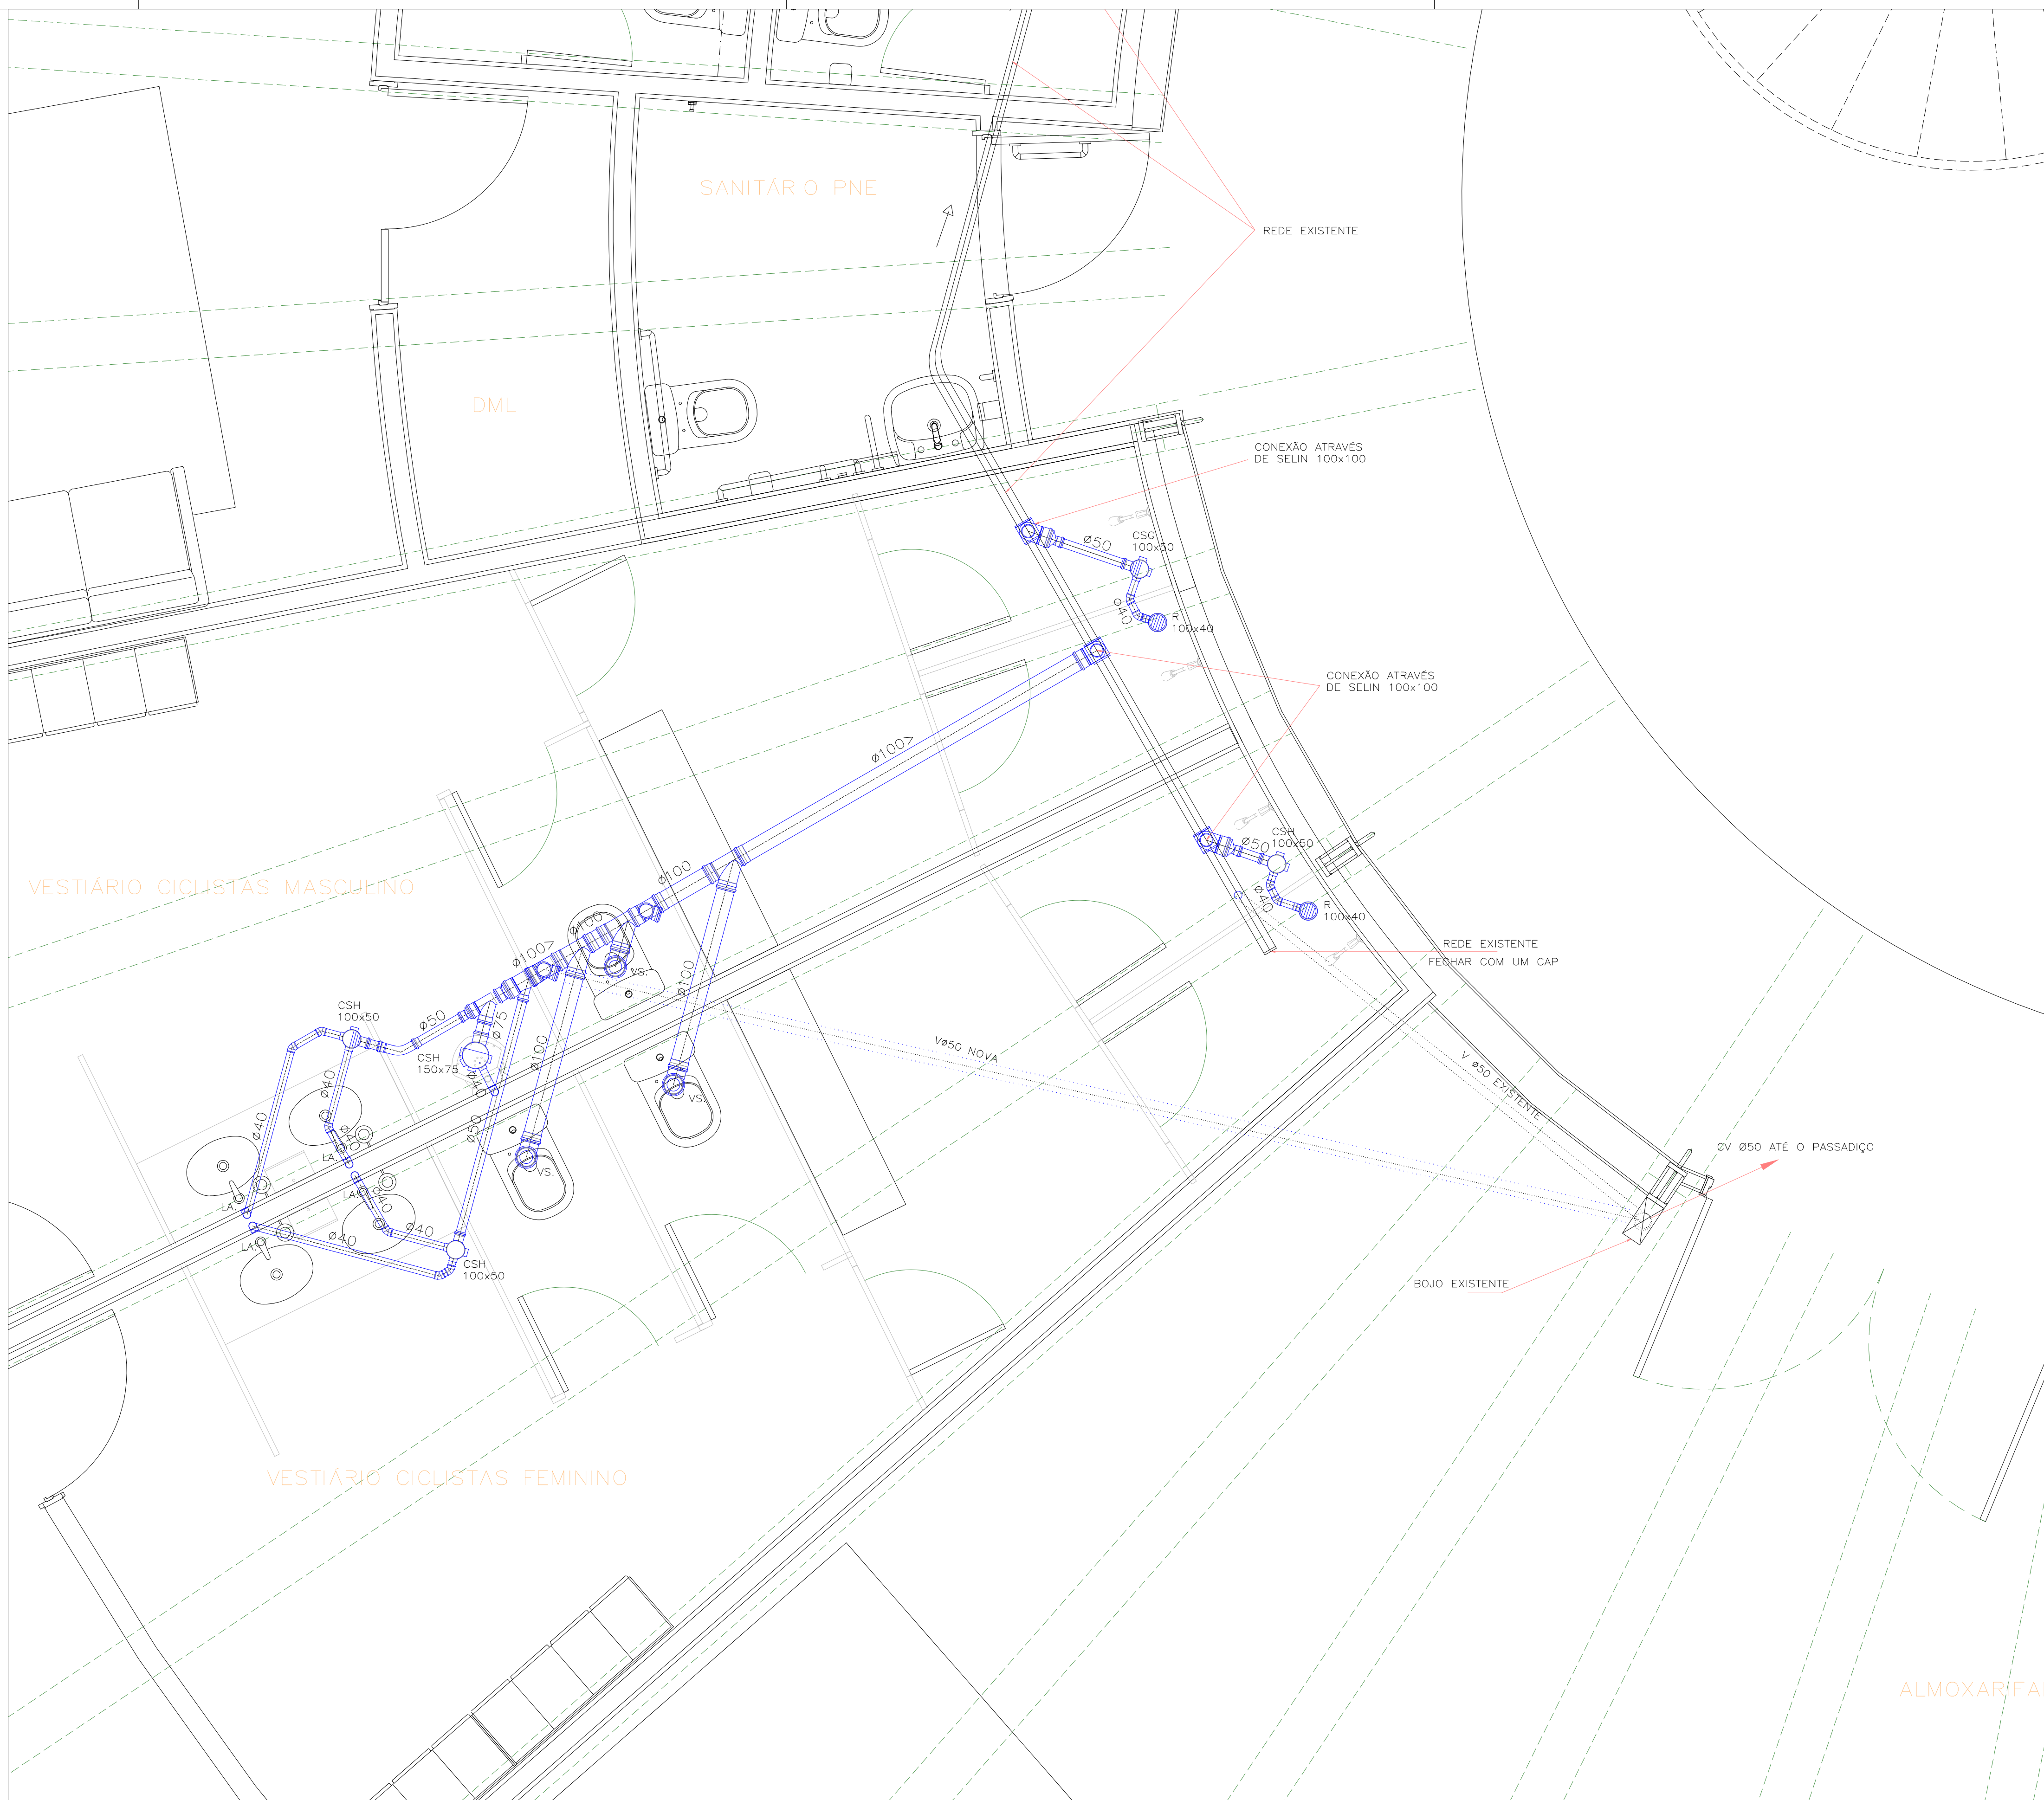 SANITÁRIO PNE
REDE EXISTENTE
DML
CONEXÃO ATRAVÉS
DE SELIN 100x100
ø50
CSG
100x50
ø40
R
100x40
CONEXÃO ATRAVÉS
DE SELIN 100x100
ø100>
ø50
CSH
100x50
ø40
R
100x40
VESTIÁRIO CICLISTAS MASCULINO
ø100
ø100
ø100>
VS.
ø100
REDE EXISTENTE
FECHAR COM UM CAP
CSH
100x50
ø50
ø75
CSH
150x75
ø40
ø100
VS.
Vø50 NOVA
V ø50 EXISTENTE
ø40
ø40
ø40
LA.
ø50
VS.
CV Ø50 ATÉ O PASSADIÇO
LA.
ø40
LA.
ø40
ø40
LA.
CSH
100x50
BOJO EXISTENTE
VESTIÁRIO CICLISTAS FEMININO
ALMOXARIFA